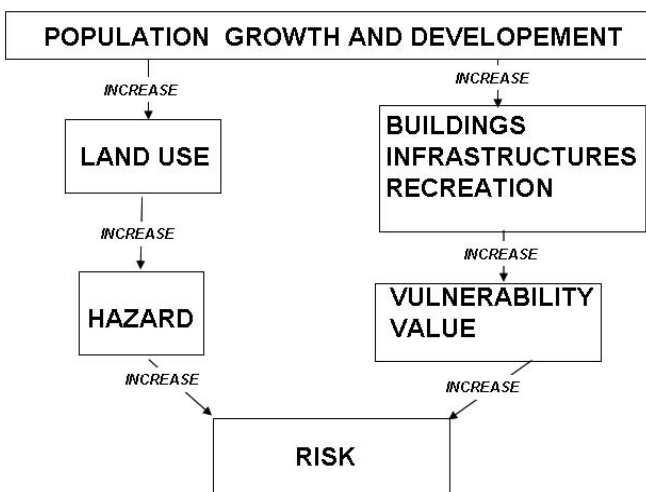 POPULATION GROWTH AND DEVELOPEMENT
INCREASE
INCREASE
LAND USE
BUILDINGS
INFRASTRUCTURES
RECREATION
INCREASE
INCREASE
HAZARD
VULNERABILITY
VALUE
INCREASE
INCREASE
RISK